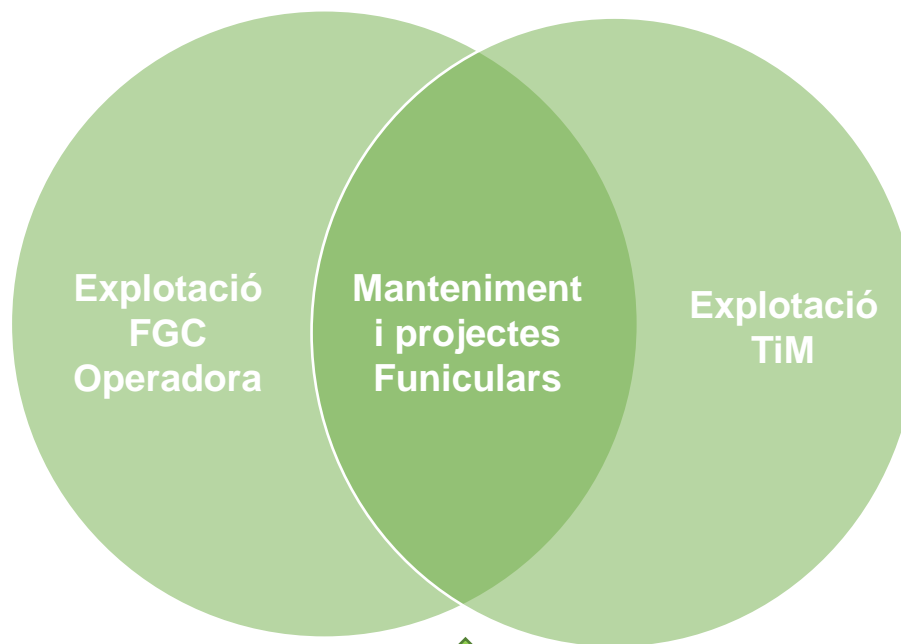 Explotació
FGC
Operadora
Manteniment
i projectes
Funiculars
Explotació
TiM